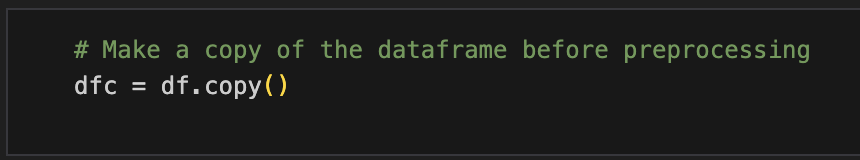 # Make a copy of the dataframe before preprocessing
dfc = df.copy()